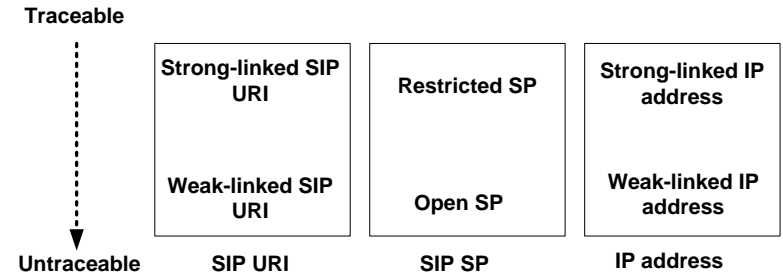 Traceable
Strong-linked SIP
URI
Weak-linked SIP
URI
Restricted SP
Open SP
Strong-linked IP
address
Weak-linked IP
address
Untraceable
SIP URI
SIP SP
IP address